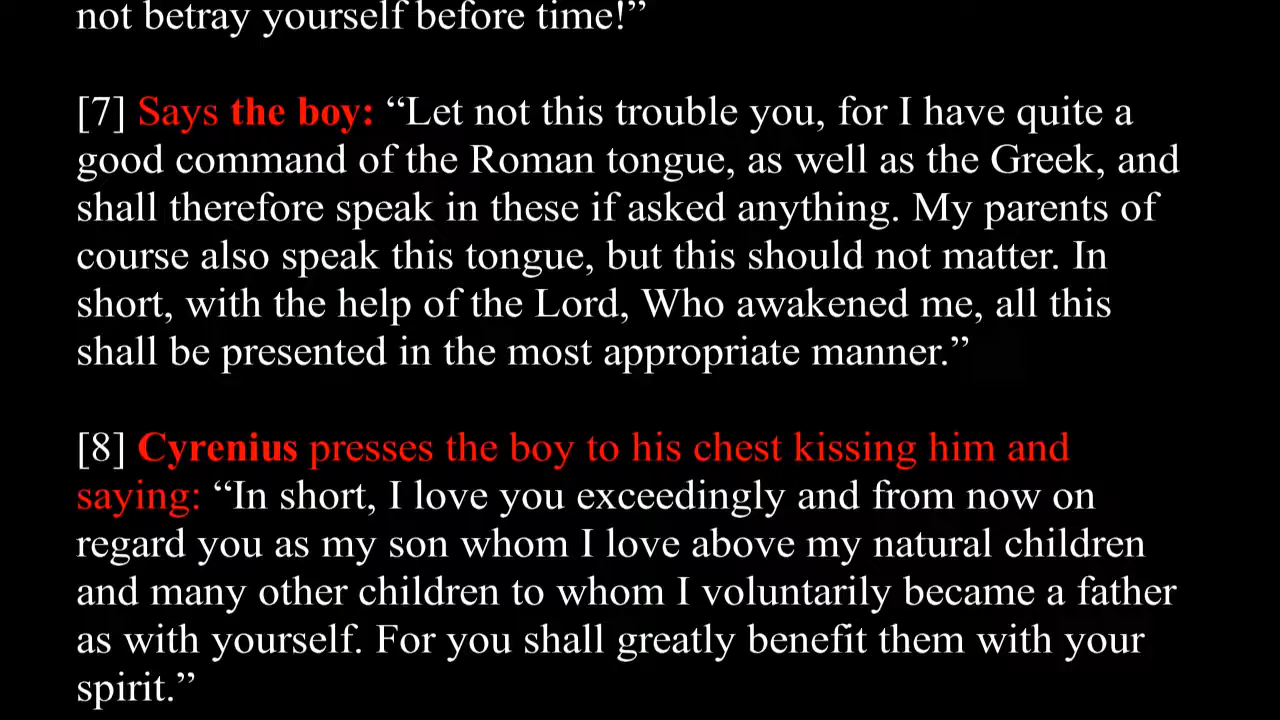 not betray yourself before time!”
[7] Says the boy: “Let not this trouble you, for I have quite a
good command of the Roman tongue, as well as the Greek, and
shall therefore speak in these if asked anything. My parents of
course also speak this tongue, but this should not matter. In
short, with the help of the Lord, Who awakened me, all this
shall be presented in the most appropriate manner.”
[8] Cyrenius presses the boy to his chest kissing him and
saying: “In short, I love you exceedingly and from now on
regard you as my son whom I love above my natural children
and many other children to whom I voluntarily became a father
as with yourself. For you shall greatly benefit them with your
spirit.”